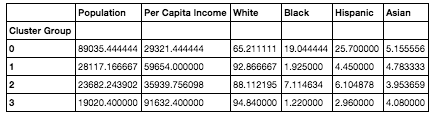 Population Per Capita Income White Black Hispanic Asian
Cluster Group
0 89035.444444 29321.444444 65.211111 19.044444 25.700000 5.155556
1 28117.166667 59654.000000 92.866667 1.925000 4.450000 4.783333
2 23682.243902 35939.756098 88.112195 7.114634 6.104878 3.953659
3 19020.400000 91632.400000 94.840000 1.220000 2.960000 4.080000